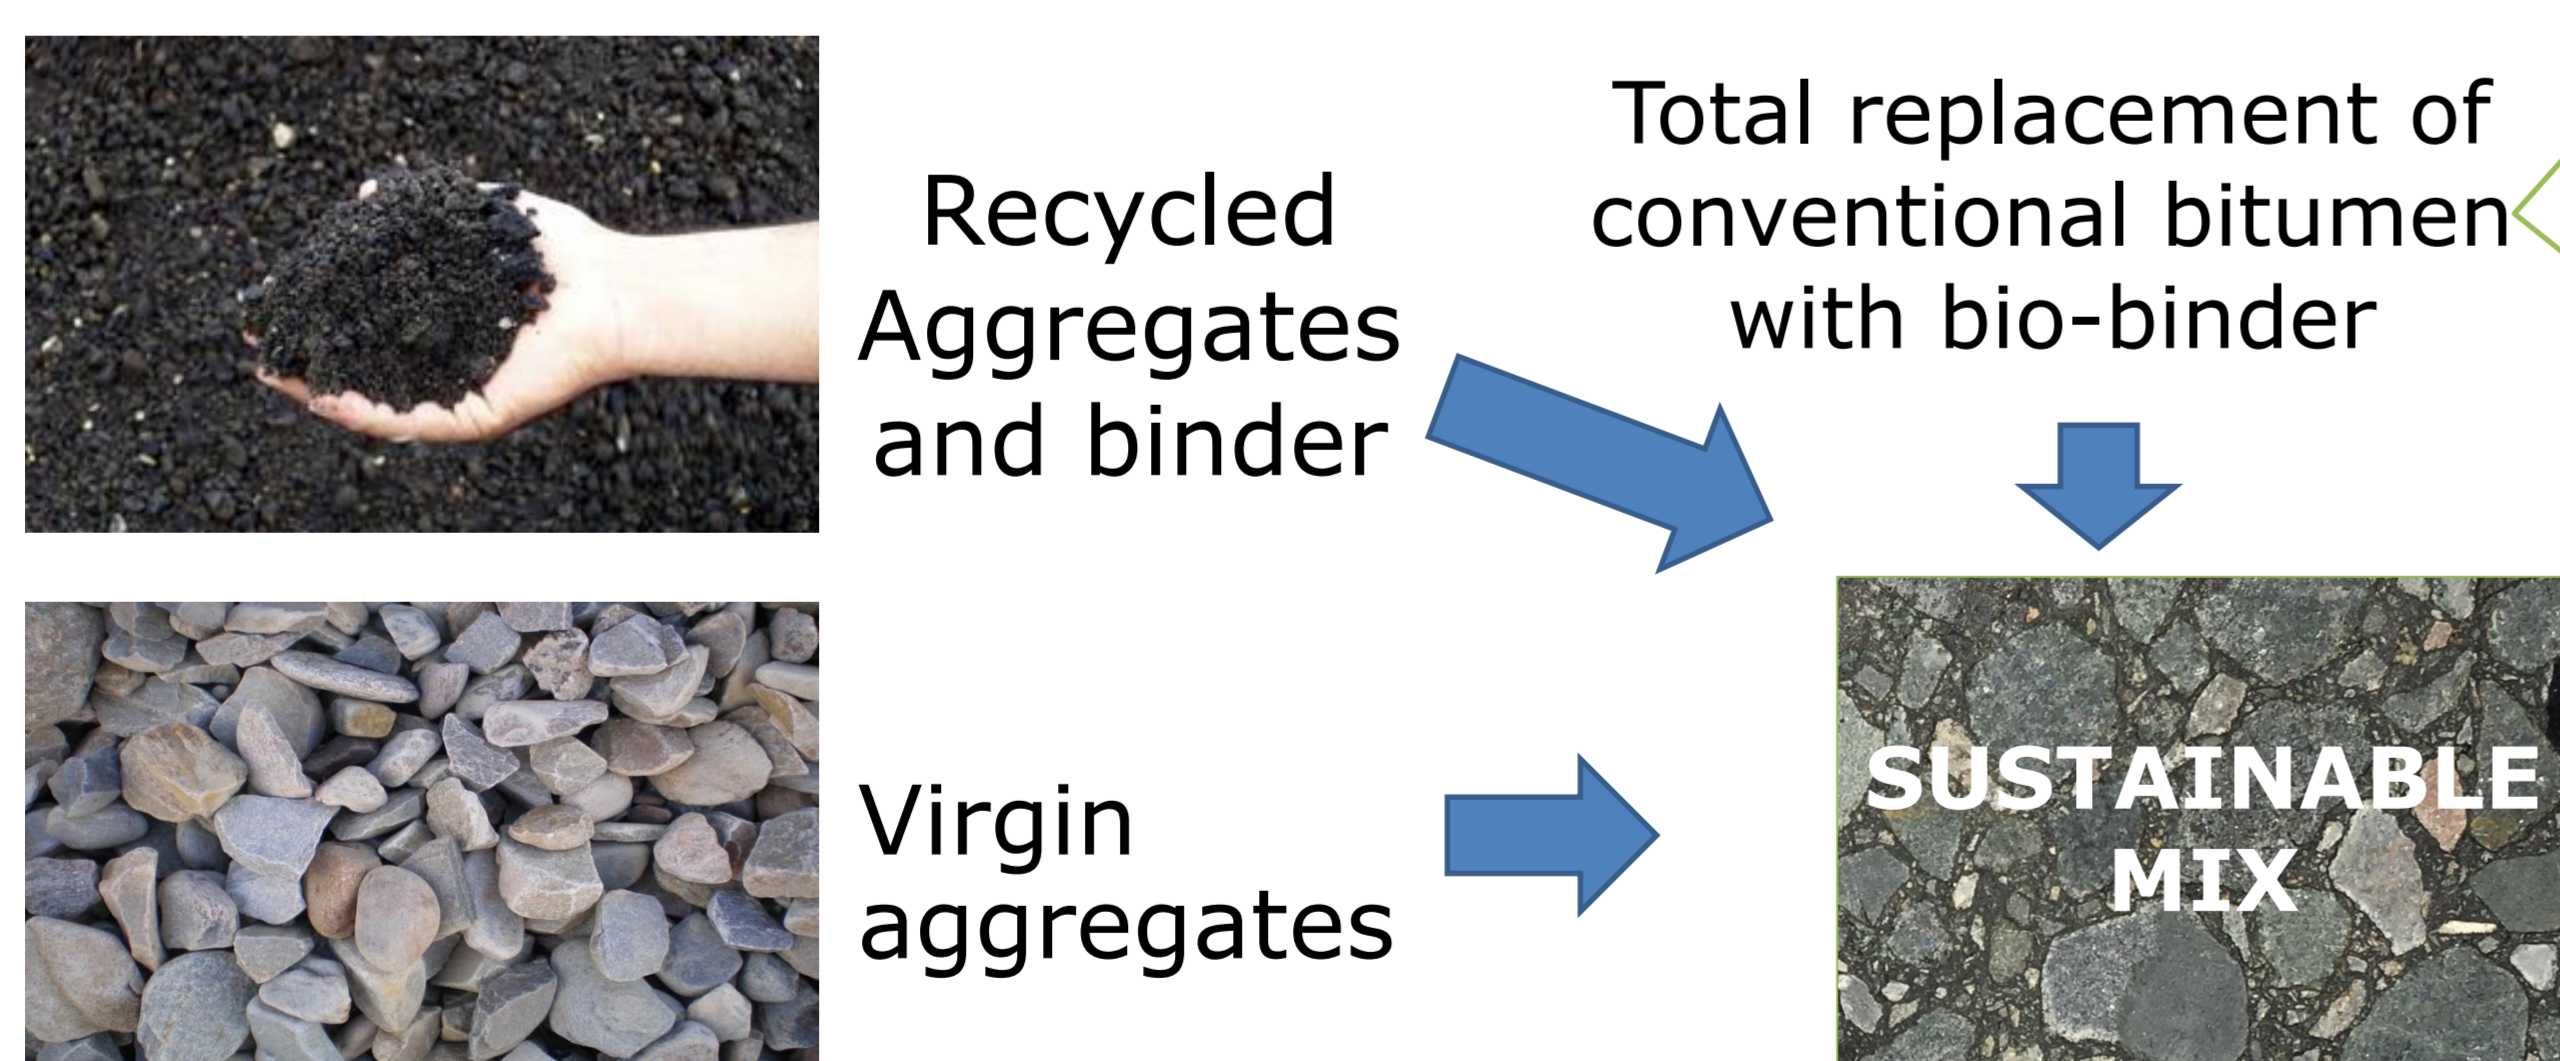 Recycled
Aggregates
and binder
Total replacement of
conventional bitumen
with bio-binder
Virgin
aggregates
SUSTAINABLE
MIX